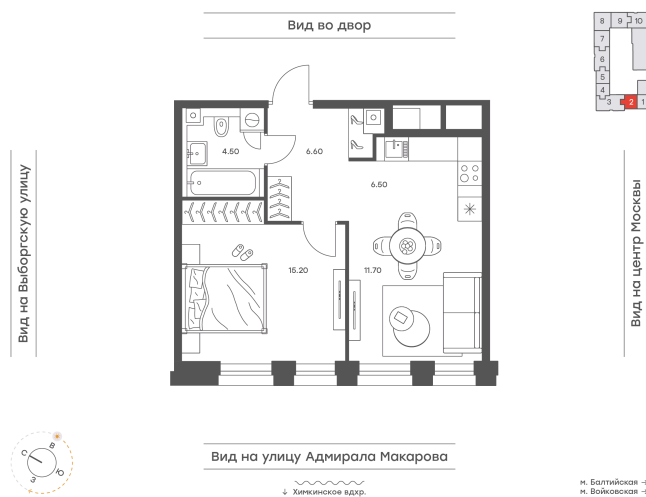 Вид во двор
8 9 10
7
6
5
4
3 2 1
4.50
6.60
6.50
Вид на Выборгскую улицу
Вид на центр Москвы
15.20
11.70
В
С
Ю
З
Вид на улицу Адмирала Макарова
↓ Химкинское вдхр.
м. Балтийская →
м. Войковская →